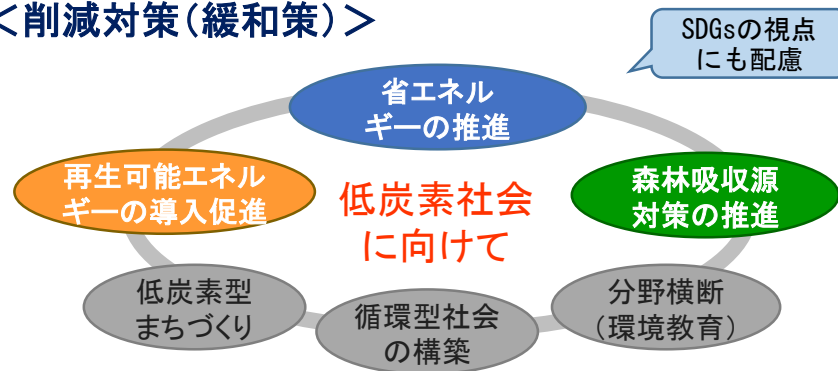 ＜削減対策（緩和策）＞
SDGsの視点
にも配慮
省エネル
ギーの推進
再生可能エネル
ギーの導入促進
森林吸収源
対策の推進
低炭素社会
に向けて
低炭素型
まちづくり
循環型社会
の構築
分野横断
（環境教育）